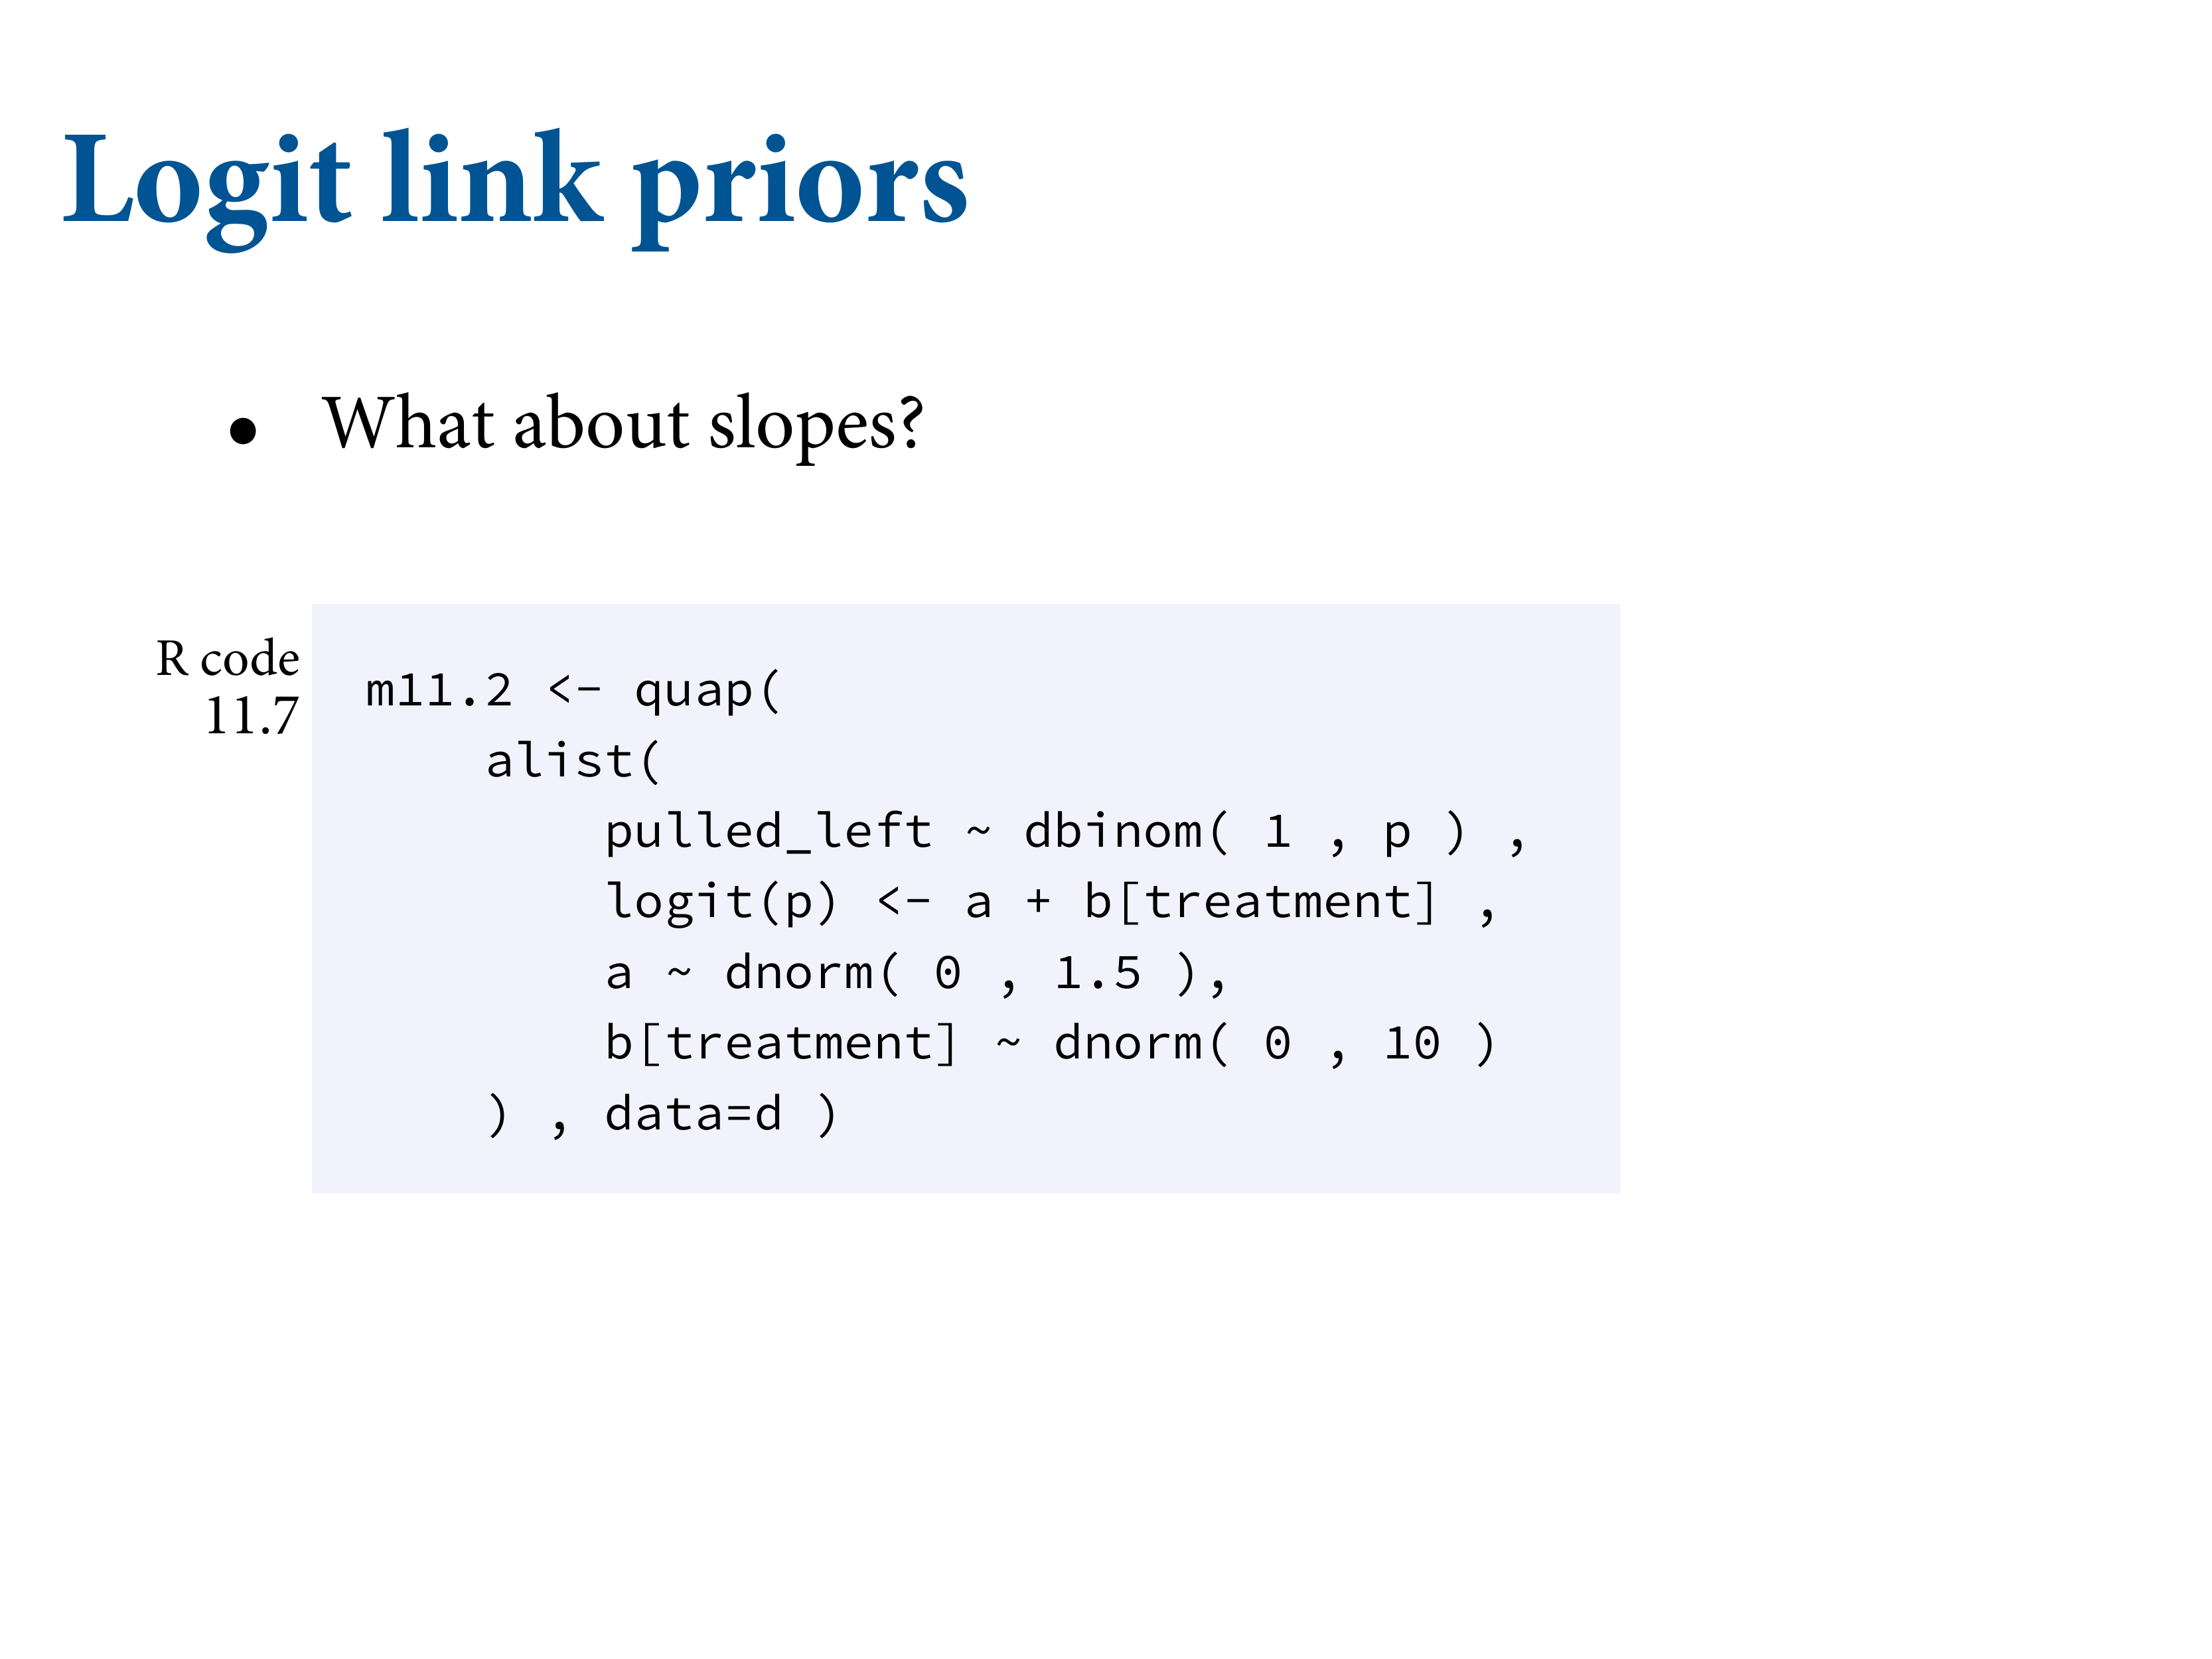 Logit link priors
• What about slopes?
R code
11.7
m11.2 <- quap(
    alist(
        pulled_left ~ dbinom( 1 , p ) ,
        logit(p) <- a + b[treatment] ,
        a ~ dnorm( 0 , 1.5 ),
        b[treatment] ~ dnorm( 0 , 10 )
    ) , data=d )